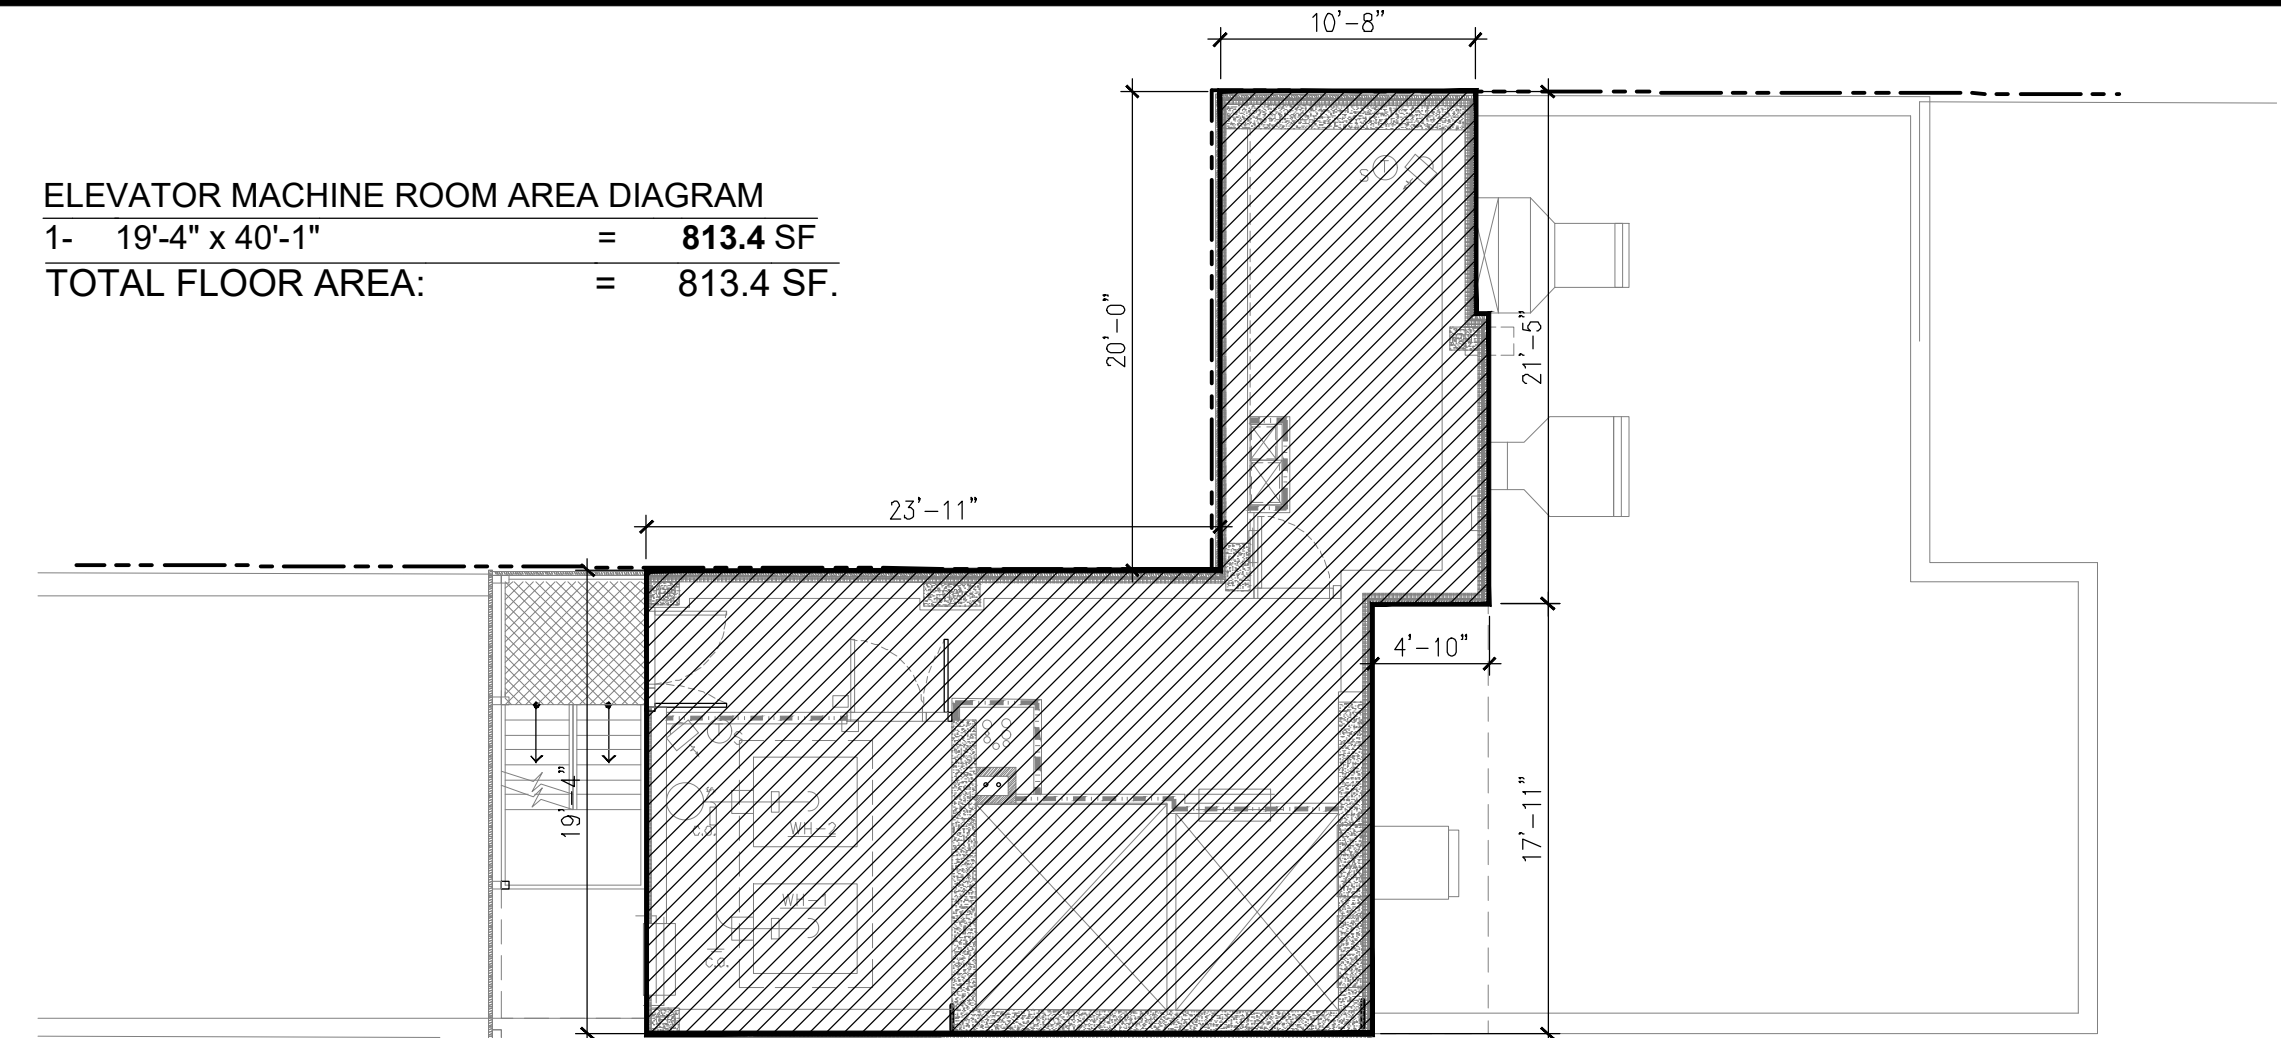 10'-8"
ELEVATOR MACHINE ROOM AREA DIAGRAM
1- 19'-4" x 40'-1" = 813.4 SF
TOTAL FLOOR AREA: = 813.4 SF.
S T
20'-0"
21'-5"
23'-11"
4'-10"
T S
19'-4"
S
C.O.
WH-2
17'-11"
WH-1
C.O.